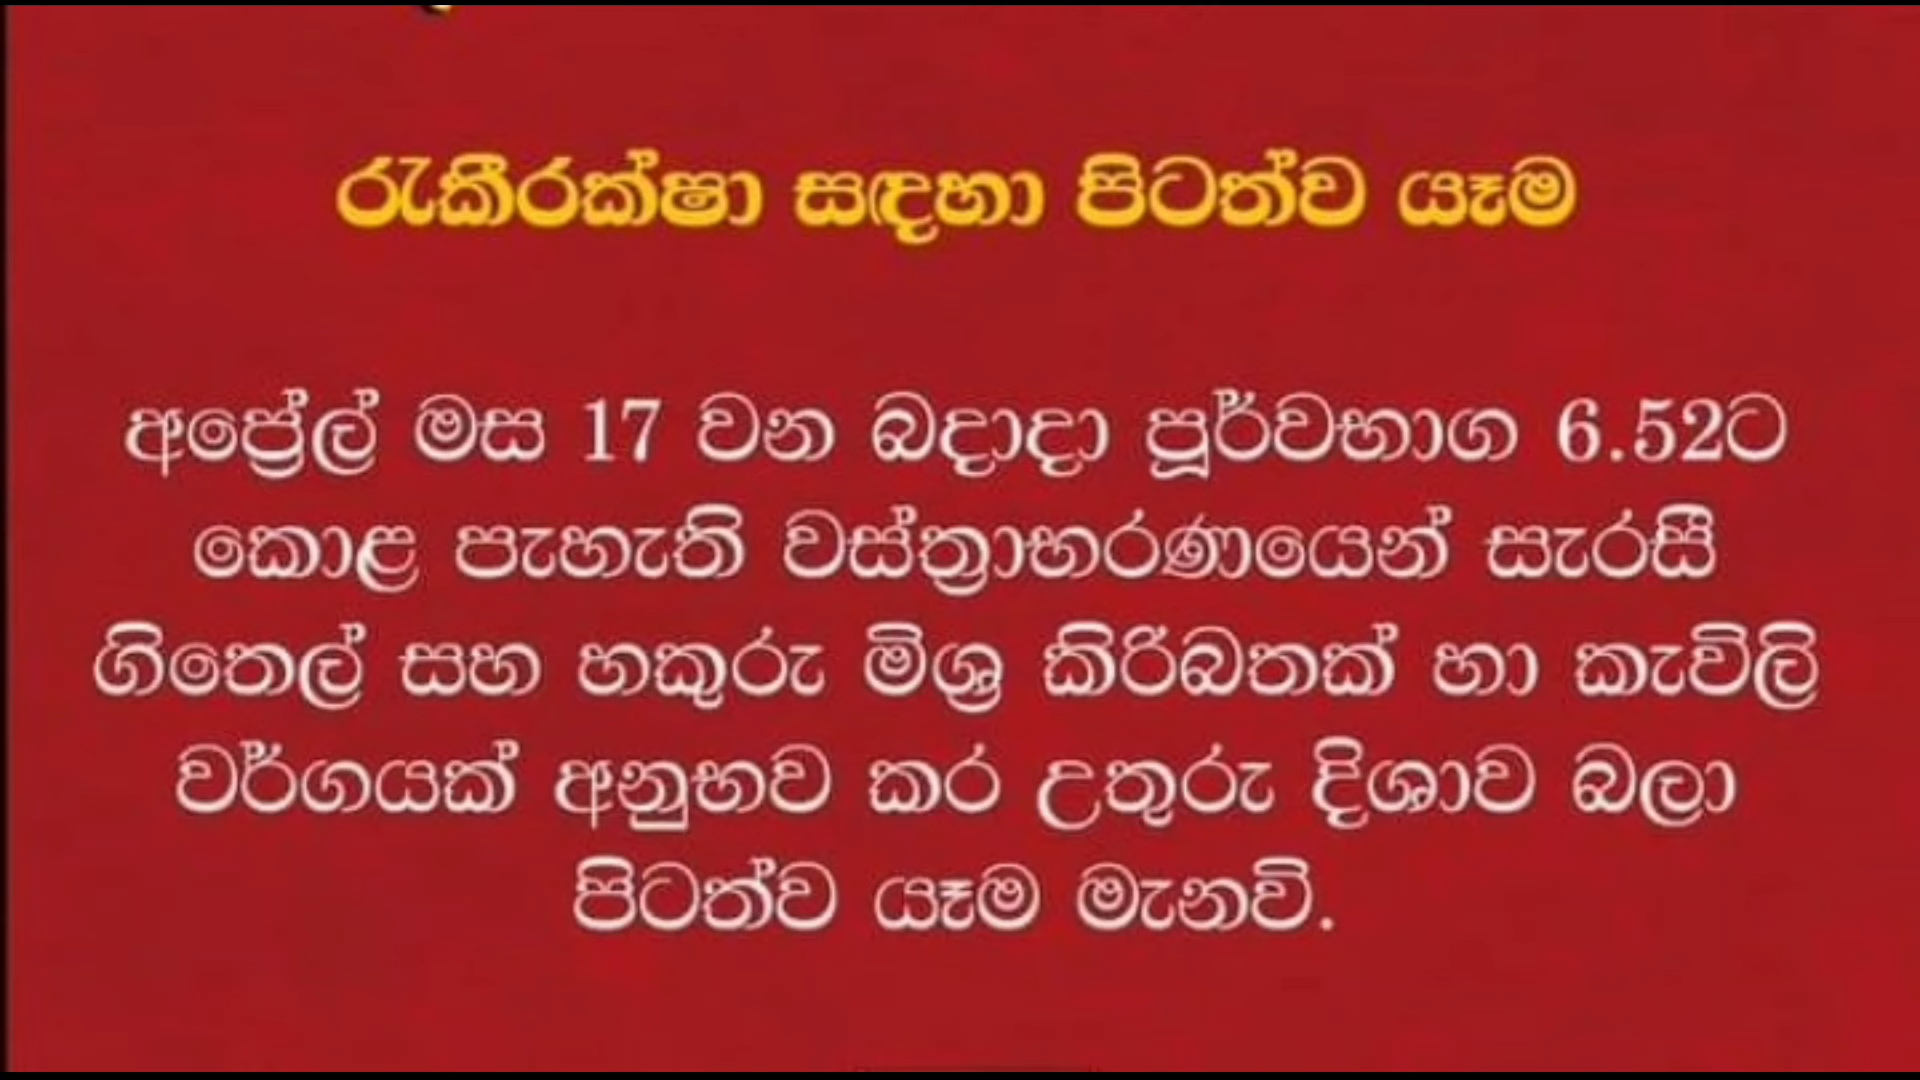 රැකීරක්ෂා සඳහා පිටත්ව යෑම
අප්‍රේල් මස 17 වන බදාදා පූර්වභාග 6.52ට
කොළ පැහැති වස්ත්‍රාභරණයෙන් සැරසී
ගිතෙල් සහ හකුරු මිශ්‍ර කිරිබතක් හා කැවිලි
වර්ගයක් අනුභව කර උතුරු දිශාව බලා
පිටත්ව යෑම මැනවි.